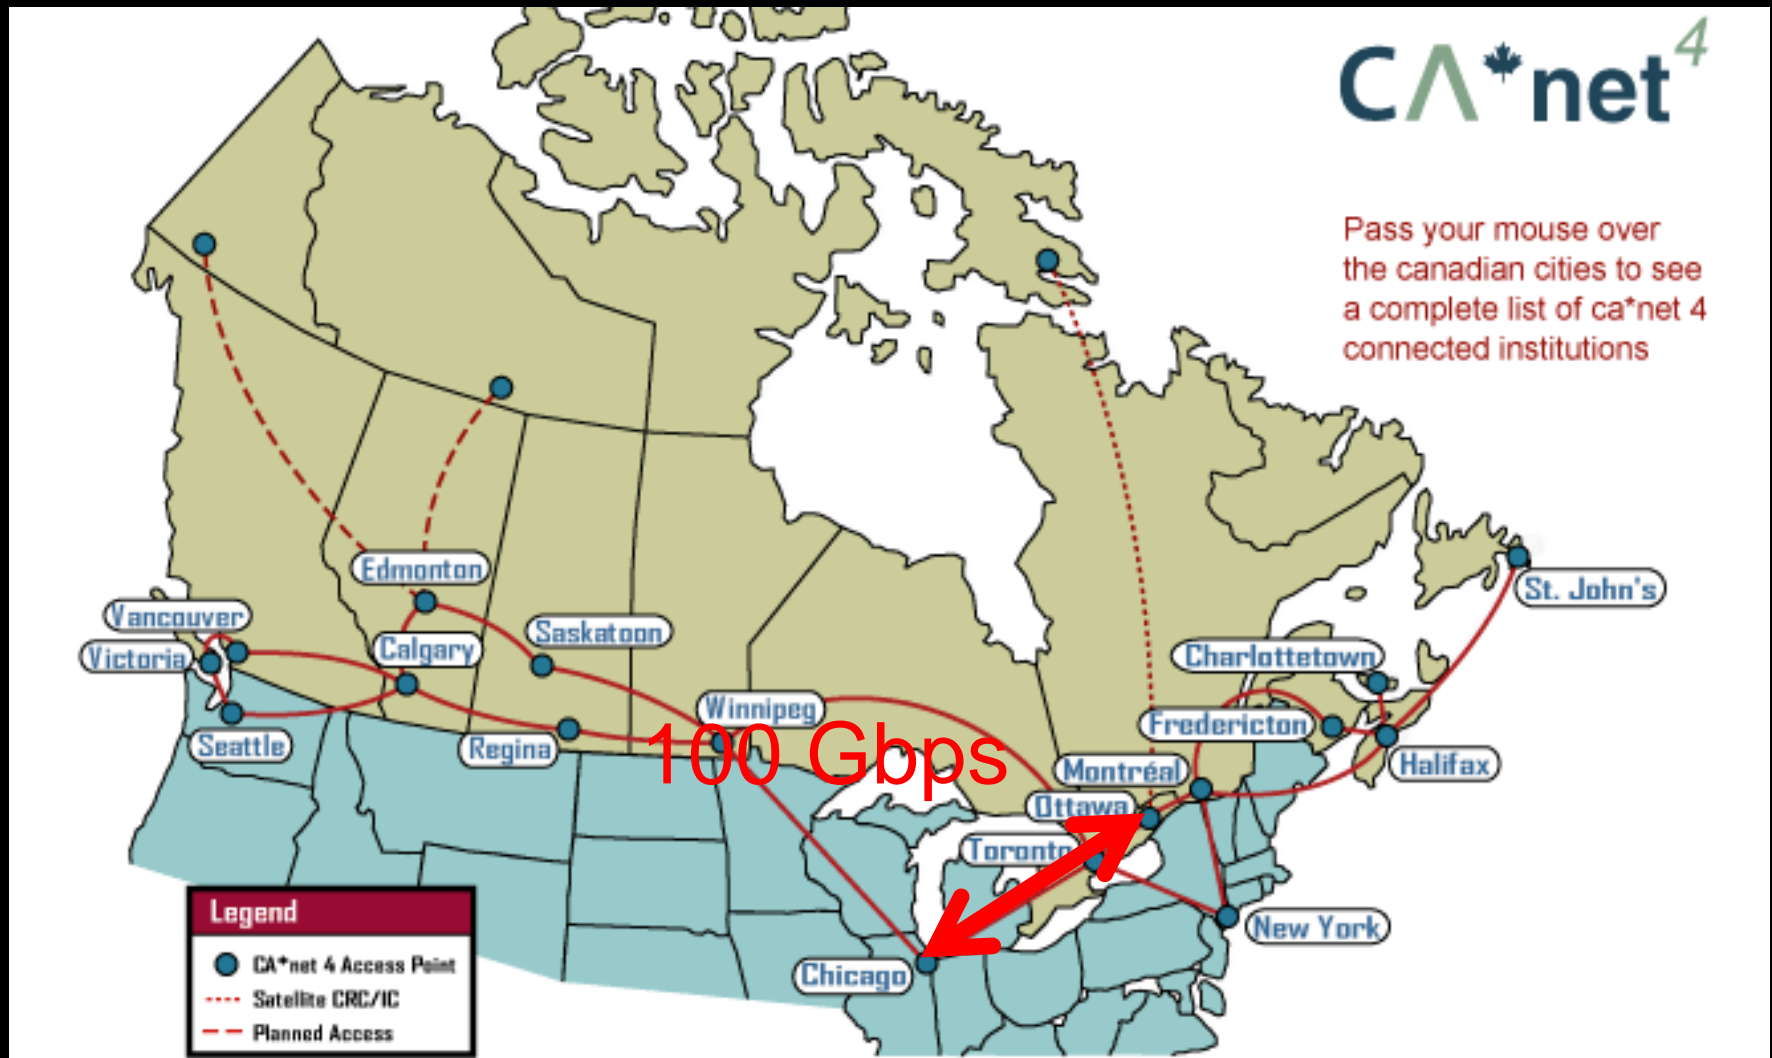 CA*net 4
Pass your mouse over
the canadian cities to see
a complete list of ca*net 4
connected institutions
Edmonton
St. John's
Vancouver
Saskatoon
Victoria
Calgary
Charlottetown
Winnipeg
Fredericton
Seattle
Regina
100 Gbps
Montréal
Halifax
Ottawa
Toronto
New York
Chicago
Legend
CA*net 4 Access Point
Satellite CRC/IC
Planned Access